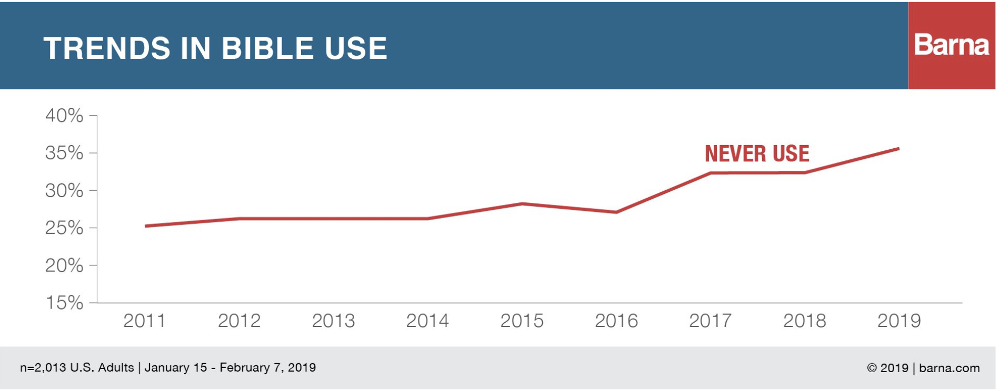 TRENDS IN BIBLE USE
Barna
40%
35%
NEVER USE
30%
25%
20%
15%
2011 2012 2013 2014 2015 2016 2017 2018 2019
n=2,013 U.S. Adults | January 15 - February 7, 2019
© 2019 | barna.com